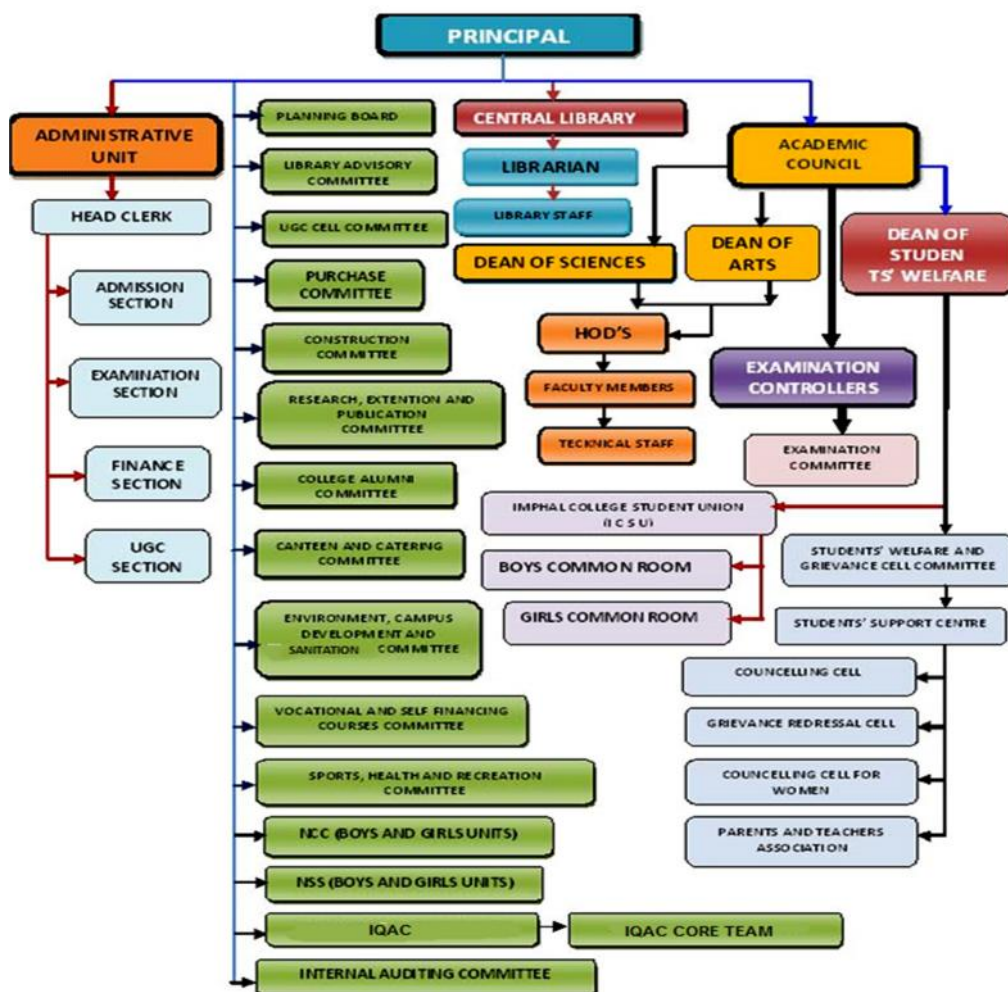 PRINCIPAL
ADMINISTRATIVE
UNIT
HEAD CLERK
ADMISSION
SECTION
EXAMINATION
SECTION
FINANCE
SECTION
UGC
SECTION
PLANNING BOARD
LIBRARY ADVISORY
COMMITTEE
UGC CELL COMMITTEE
PURCHASE
COMMITTEE
CONSTRUCTION
COMMITTEE
RESEARCH, EXTENTION AND
PUBLICATION
COMMITTEE
COLLEGE ALUMNI
COMMITTEE
CANTEEN AND CATERING
COMMITTEE
ENVIRONMENT, CAMPUS
DEVELOPMENT AND
SANITATION COMMITTEE
VOCATIONAL AND SELF FINANCING
COURSES COMMITTEE
SPORTS, HEALTH AND RECREATION
COMMITTEE
NCC (BOYS AND GIRLS UNITS)
NSS (BOYS AND GIRLS UNITS)
IQAC
IQAC CORE TEAM
INTERNAL AUDITING COMMITTEE
CENTRAL LIBRARY
LIBRARIAN
LIBRARY STAFF
ACADEMIC
COUNCIL
DEAN OF SCIENCES
DEAN OF
ARTS
HOD'S
FACULTY MEMBERS
TECKNICAL STAFF
EXAMINATION
CONTROLLERS
EXAMINATION
COMMITTEE
DEAN OF
STUDEN
TS' WELFARE
IMPHAL COLLEGE STUDENT UNION
(I C S U)
BOYS COMMON ROOM
GIRLS COMMON ROOM
STUDENTS' WELFARE AND
GRIEVANCE CELL COMMITTEE
STUDENTS' SUPPORT CENTRE
COUNCELLING CELL
GRIEVANCE REDRESSAL CELL
COUNCELLING CELL FOR
WOMEN
PARENTS AND TEACHERS
ASSOCIATION